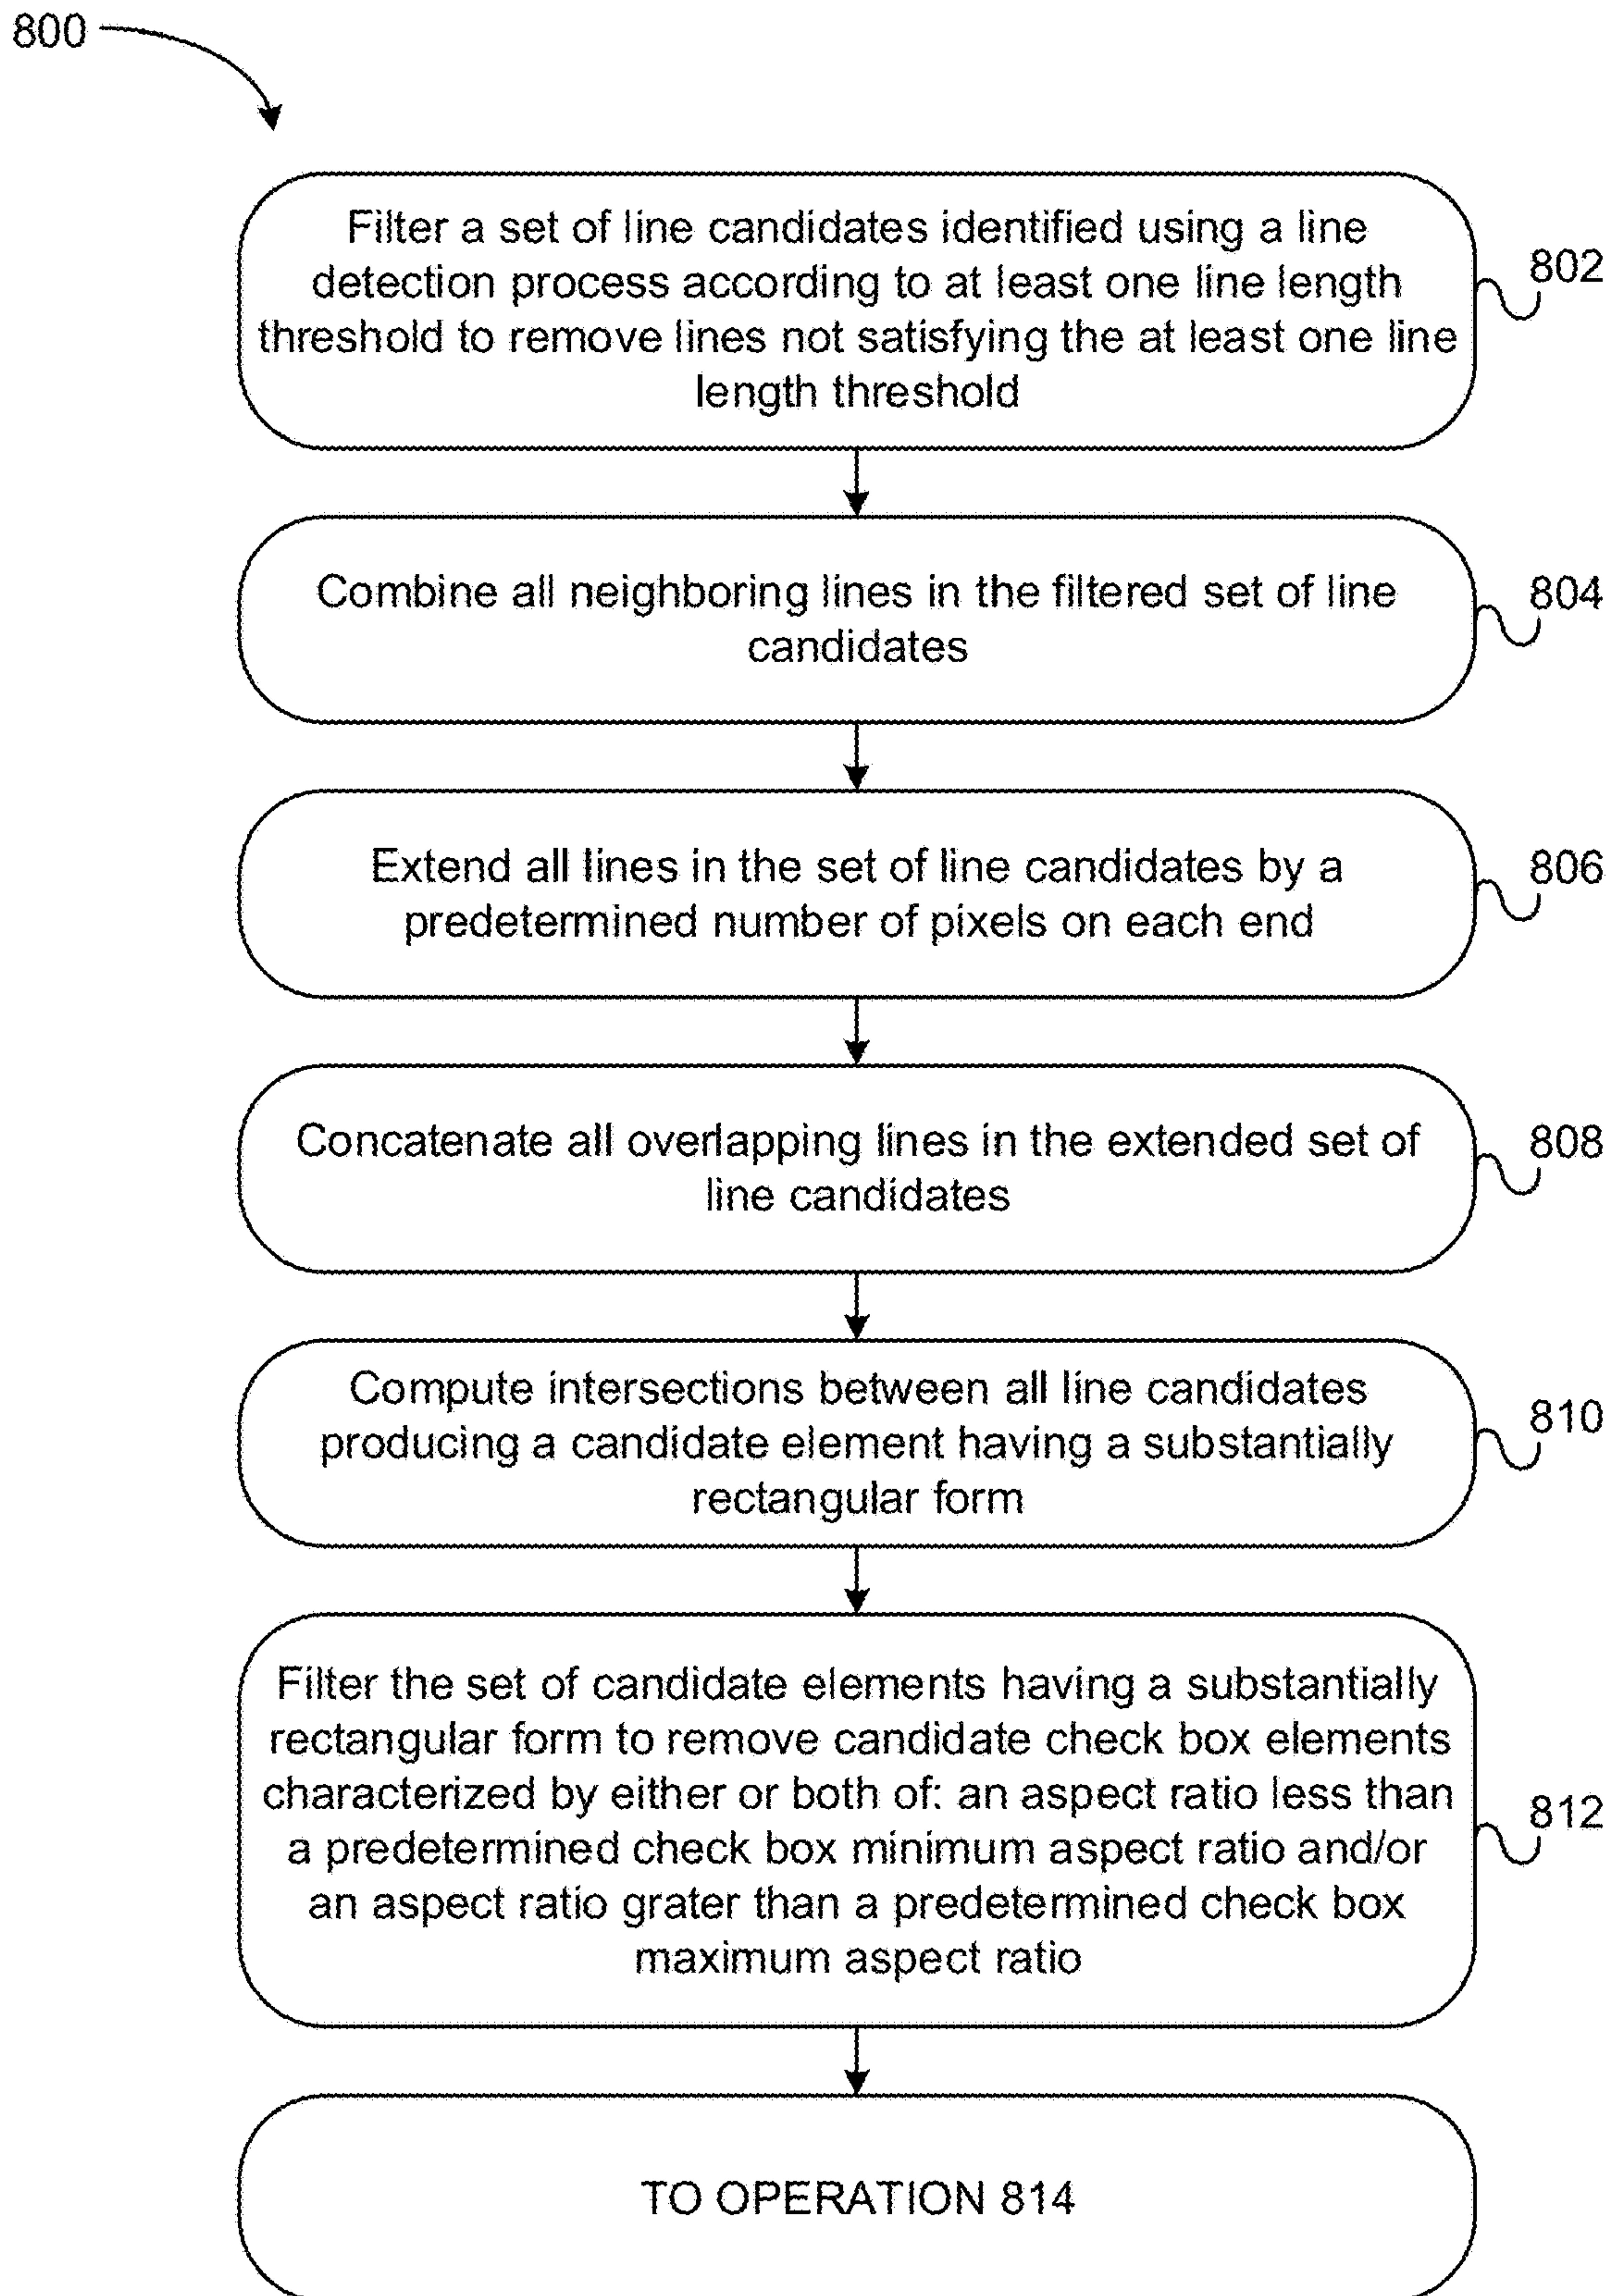 800
Filter a set of line candidates identified using a line
detection process according to at least one line length
threshold to remove lines not satisfying the at least one line
length threshold
802
Combine all neighboring lines in the filtered set of line
candidates
804
Extend all lines in the set of line candidates by a
predetermined number of pixels on each end
806
Concatenate all overlapping lines in the extended set of
line candidates
808
Compute intersections between all line candidates
producing a candidate element having a substantially
rectangular form
810
Filter the set of candidate elements having a substantially
rectangular form to remove candidate check box elements
characterized by either or both of: an aspect ratio less than
a predetermined check box minimum aspect ratio and/or
an aspect ratio grater than a predetermined check box
maximum aspect ratio
812
TO OPERATION 814